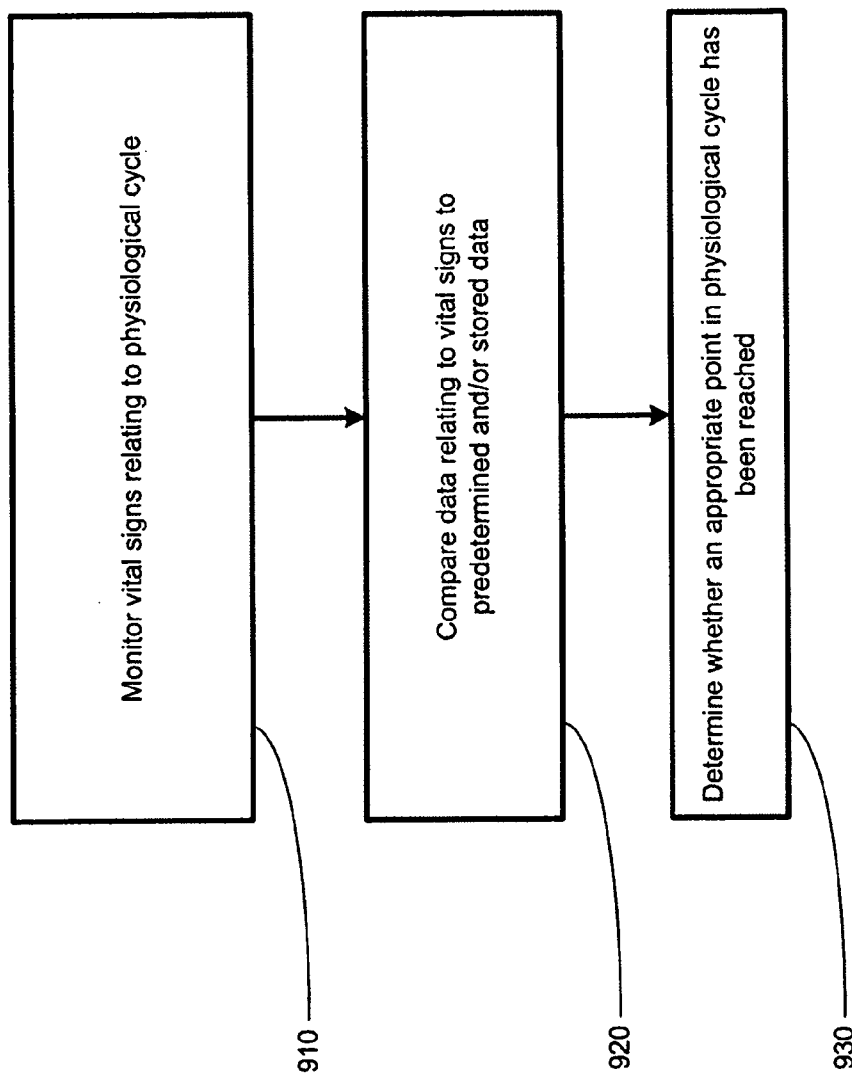 Monitor vital signs relating to physiological cycle
910
Compare data relating to vital signs to
predetermined and/or stored data
920
Determine whether an appropriate point in physiological cycle has
been reached
930